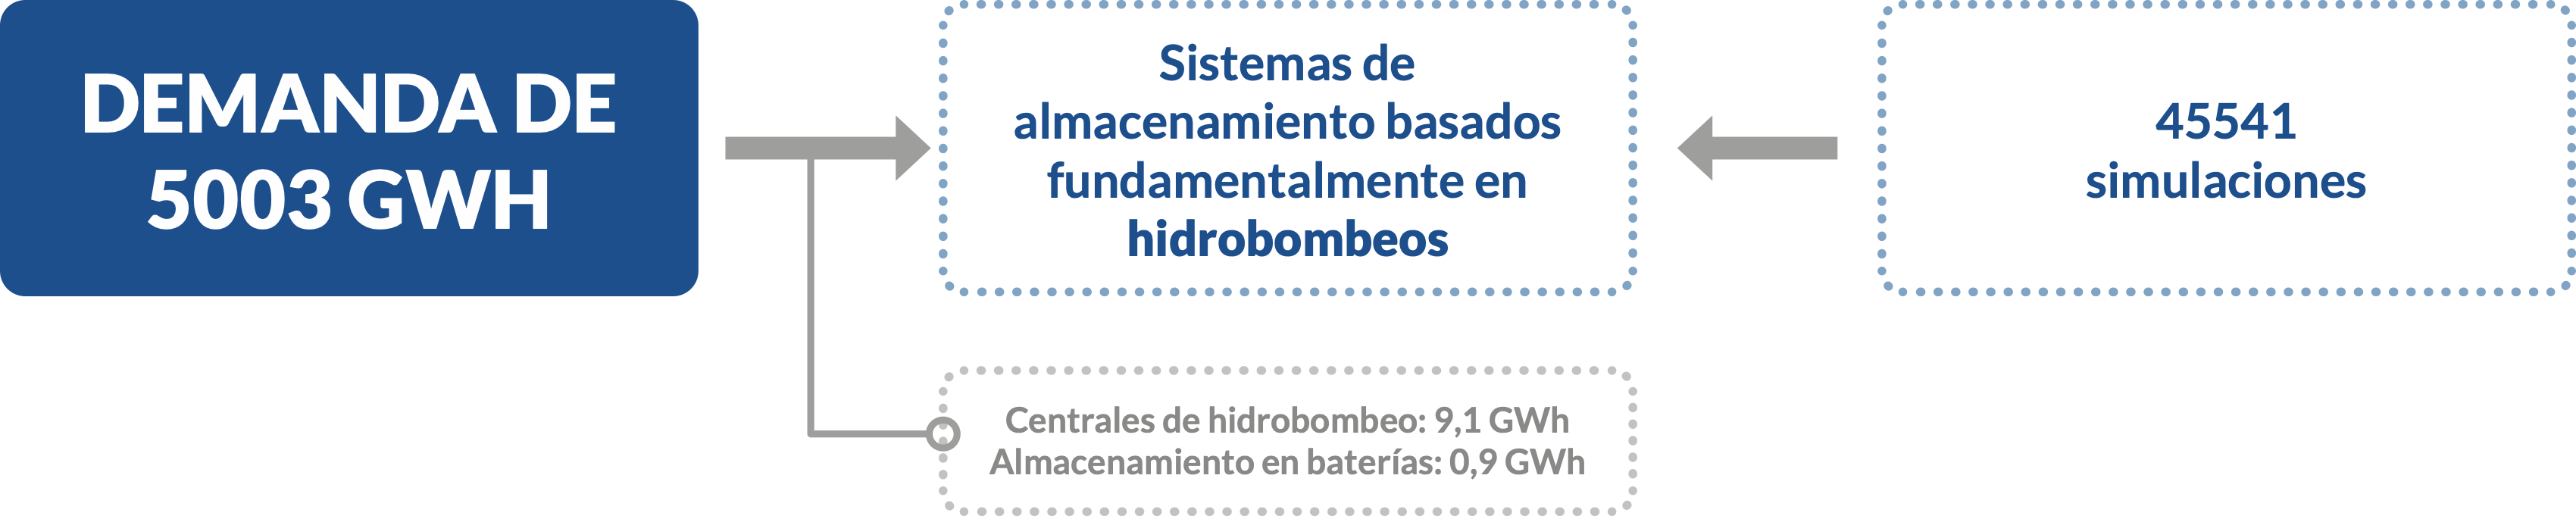 DEMANDA DE
5003 GWH
Sistemas de
almacenamiento basados
fundamentalmente en
hidrobombeos
45541
simulaciones
Centrales de hidrobombeo: 9,1 GWh
Almacenamiento en baterías: 0,9 GWh